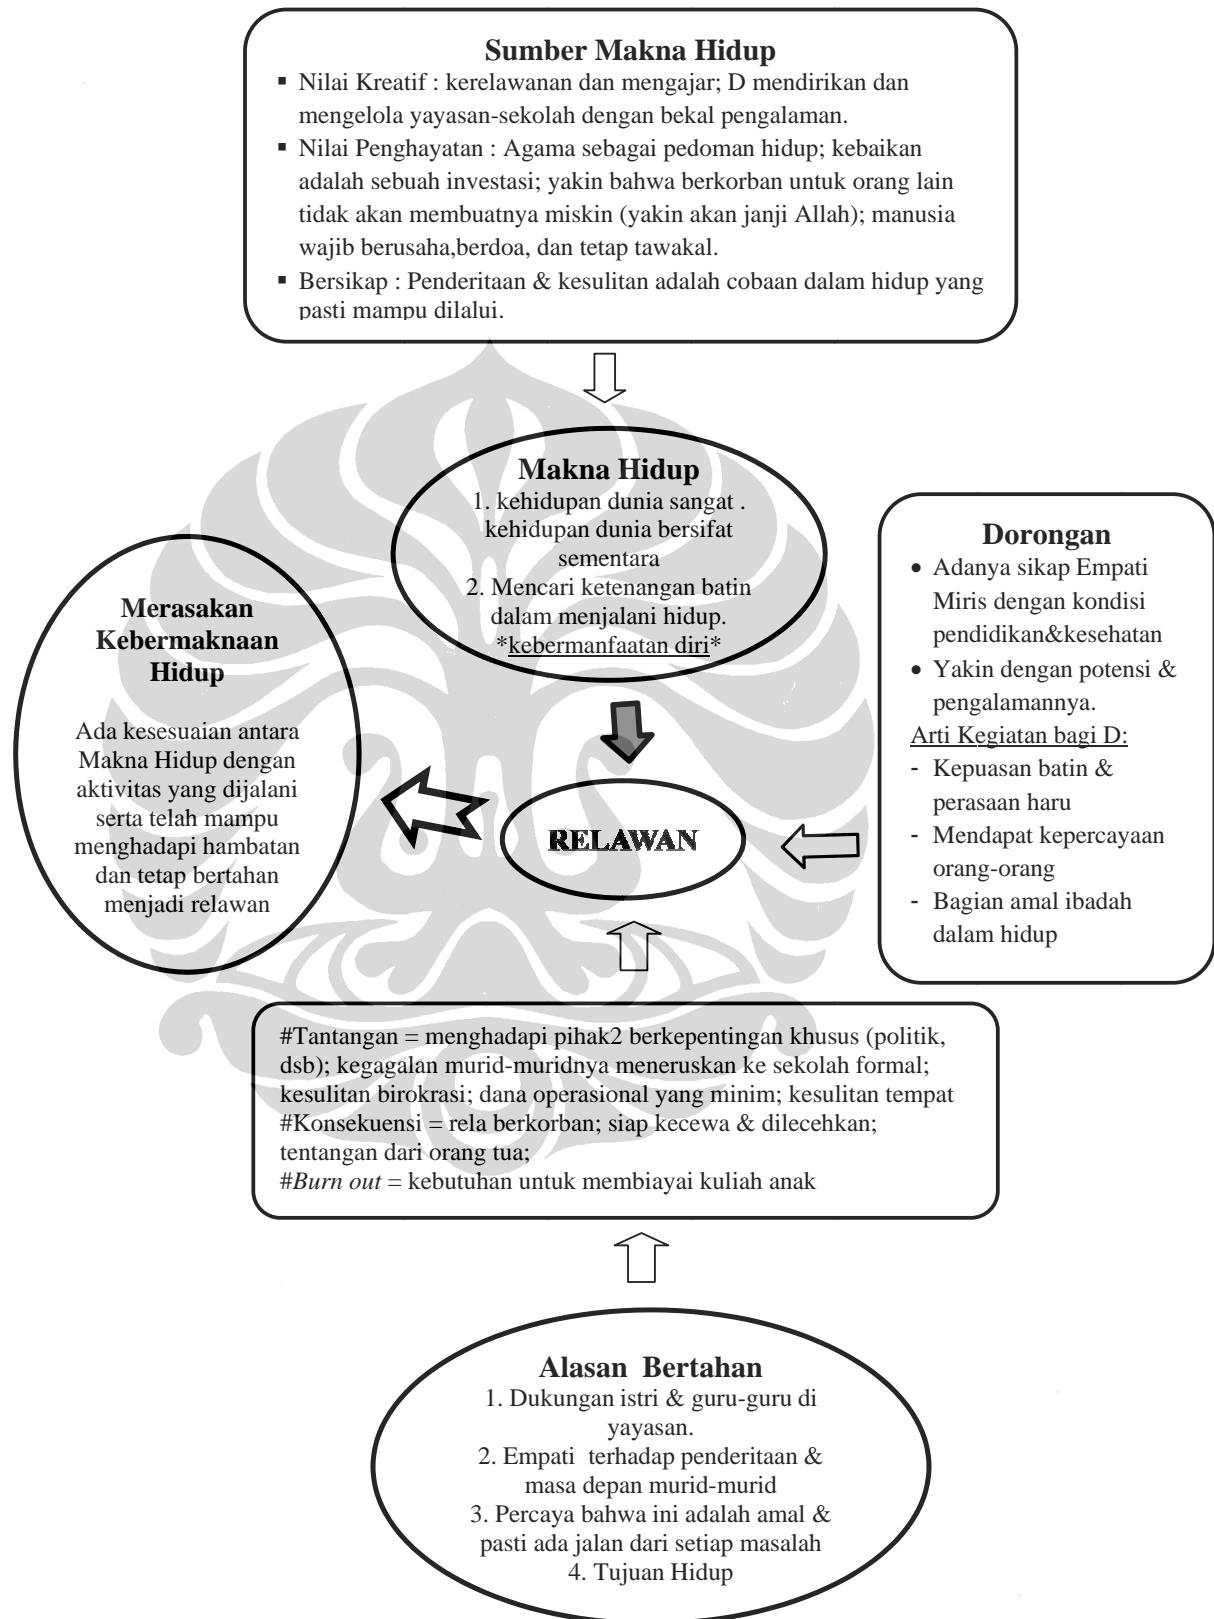 Sumber Makna Hidup
▪ Nilai Kreatif : kerelawanan dan mengajar; D mendirikan dan
mengelola yayasan-sekolah dengan bekal pengalaman.
▪ Nilai Penghayatan : Agama sebagai pedoman hidup; kebaikan
adalah sebuah investasi; yakin bahwa berkorban untuk orang lain
tidak akan membuatnya miskin (yakin akan janji Allah); manusia
wajib berusaha,berdoa, dan tetap tawakal.
▪ Bersikap : Penderitaan & kesulitan adalah cobaan dalam hidup yang
pasti mampu dilalui.
Makna Hidup
1. kehidupan dunia sangat .
kehidupan dunia bersifat
sementara
2. Mencari ketenangan batin
dalam menjalani hidup.
*kebermanfaatan diri*
Dorongan
• Adanya sikap Empati
Miris dengan kondisi
pendidikan&kesehatan
• Yakin dengan potensi &
pengalamannya.
Arti Kegiatan bagi D:
- Kepuasan batin &
perasaan haru
- Mendapat kepercayaan
orang-orang
- Bagian amal ibadah
dalam hidup
Merasakan
Kebermaknaan
Hidup
Ada kesesuaian antara
Makna Hidup dengan
aktivitas yang dijalani
serta telah mampu
menghadapi hambatan
dan tetap bertahan
menjadi relawan
RELAWAN
#Tantangan = menghadapi pihak2 berkepentingan khusus (politik,
dsb); kegagalan murid-muridnya meneruskan ke sekolah formal;
kesulitan birokrasi; dana operasional yang minim; kesulitan tempat
#Konsekuensi = rela berkorban; siap kecewa & dilecehkan;
tentangan dari orang tua;
#Burn out = kebutuhan untuk membiayai kuliah anak
Alasan Bertahan
1. Dukungan istri & guru-guru di
yayasan.
2. Empati terhadap penderitaan &
masa depan murid-murid
3. Percaya bahwa ini adalah amal &
pasti ada jalan dari setiap masalah
4. Tujuan Hidup